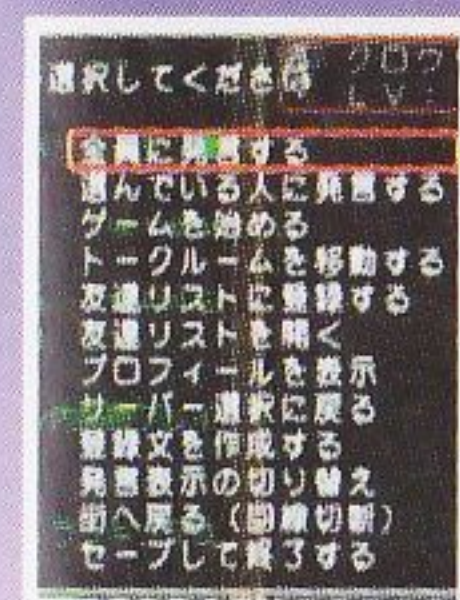 選択してください
クロウ
LV:
全員に発言する
選んでいる人に発言する
ゲームを始める
トークルームを移動する
友達リストに登録する
友達リストを開く
プロフィールを表示
サーバー選択に戻る
登録文を作成する
発言表示の切り替え
街へ戻る(回線切断)
セーブして終了する